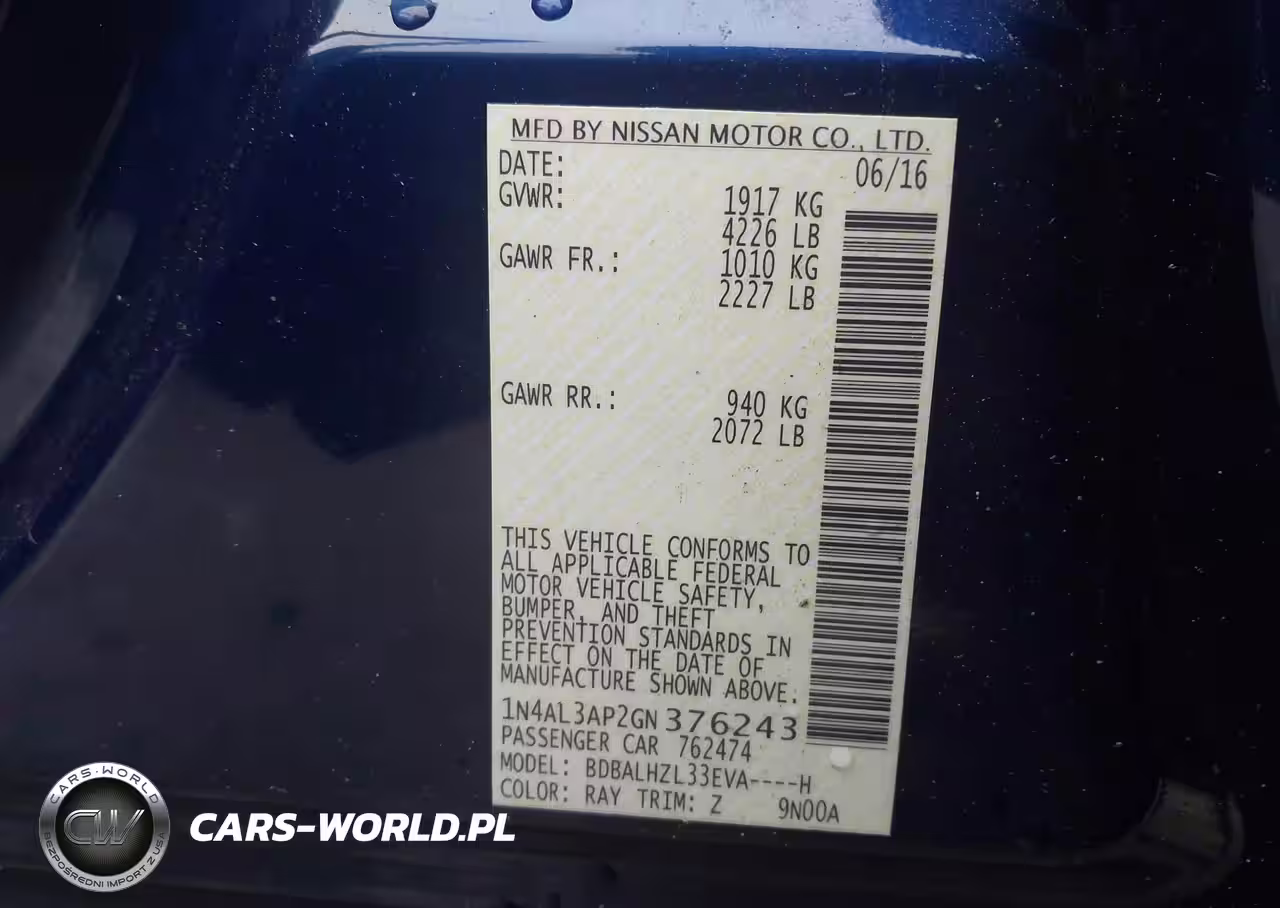 MFD BY NISSAN MOTOR CO., LTD.
DATE: 06/16
GVWR: 1917 KG
4226 LB
GAWR FR.: 1010 KG
2227 LB
GAWR RR.: 940 KG
2072 LB
THIS VEHICLE CONFORMS TO
ALL APPLICABLE FEDERAL
MOTOR VEHICLE SAFETY,
BUMPER, AND THEFT
PREVENTION STANDARDS IN
EFFECT ON THE DATE OF
MANUFACTURE SHOWN ABOVE.
1N4AL3AP2GN376243
PASSENGER CAR 762474
MODEL: BDBALHZL33EVA----H
COLOR: RAY TRIM: Z 9N00A
CARS-WORLD
CW
BEZPOŚREDNI IMPORT Z USA
CARS-WORLD.PL